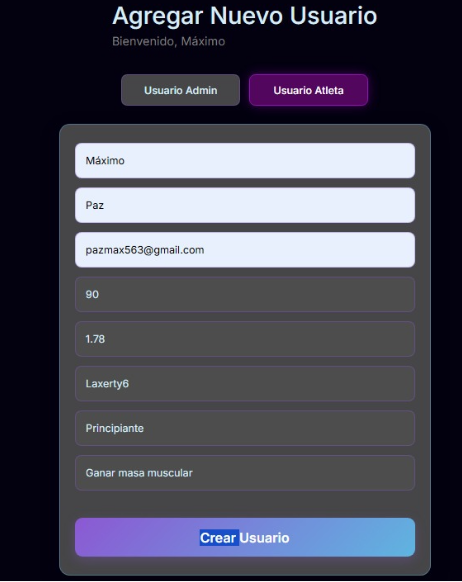 Agregar Nuevo Usuario
Bienvenido, Máximo
Usuario Admin
Usuario Atleta
Máximo
Paz
pazmax563@gmail.com
90
1.78
Laxerty6
Principiante
Ganar masa muscular
Crear Usuario